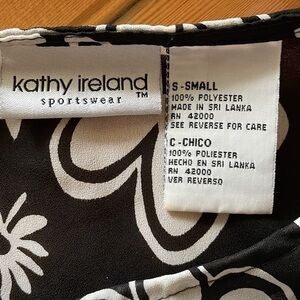 kathy ireland
sportswear TM
S-SMALL
100% POLYESTER
MADE IN SRI LANKA
RN 42000
SEE REVERSE FOR CARE
C-CHICO
100% POLIESTER
HECHO EN SRI LANKA
RN 42000
VER REVERSO